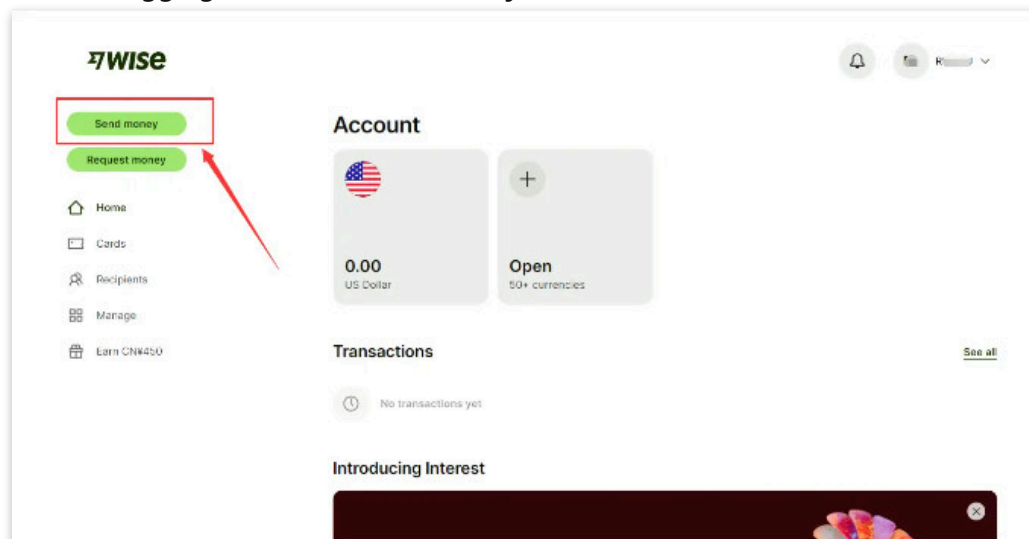 wise
Send money
Account
Request money
Home
Cards
0.00
Open
Recipients
US Dollar
50+ currencies
Manage
Earn CN¥450
Transactions
See all
No transactions yet
Introducing Interest